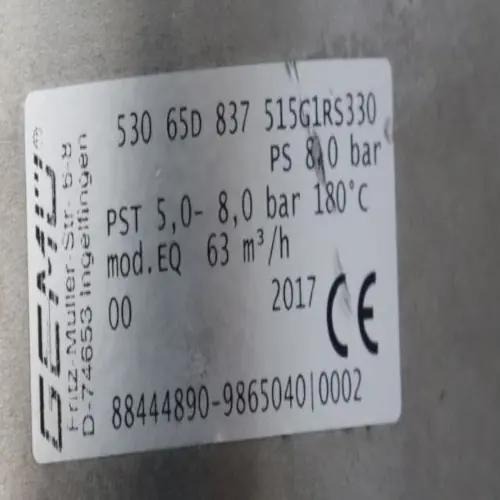 GEMÜ®
Fritz-Müller-Str. 6-8
D-74653 Ingelfingen
530 65D 837 515G1RS330
PS 8,0 bar
PST 5,0- 8,0 bar 180°C
mod.EQ 63 m³/h
00 2017 CE
88444890-9865040|0002